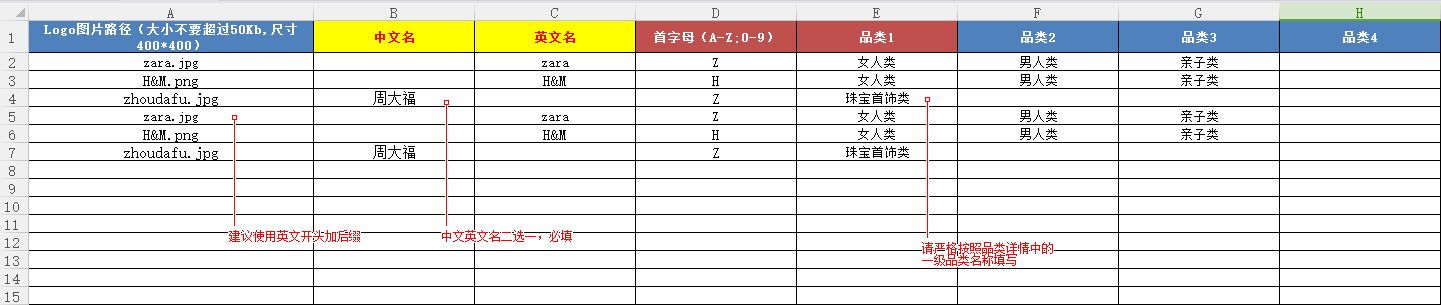 A B C D E F G H
1 Logo图片路径（大小不要超过50Kb,尺寸400*400） 中文名 英文名 首字母（A-Z;0-9） 品类1 品类2 品类3 品类4
2 zara.jpg zara Z 女人类 男人类 亲子类
3 H&M.png H&M H 女人类 男人类 亲子类
4 zhoudafu.jpg 周大福 Z 珠宝首饰类
5 zara.jpg zara Z 女人类 男人类 亲子类
6 H&M.png H&M H 女人类 男人类 亲子类
7 zhoudafu.jpg 周大福 Z 珠宝首饰类
8
9
10
11
建议使用英文开头加后缀 中文英文名二选一，必填
12
请严格按照品类详情中的
13
一级品类名称填写
14
15